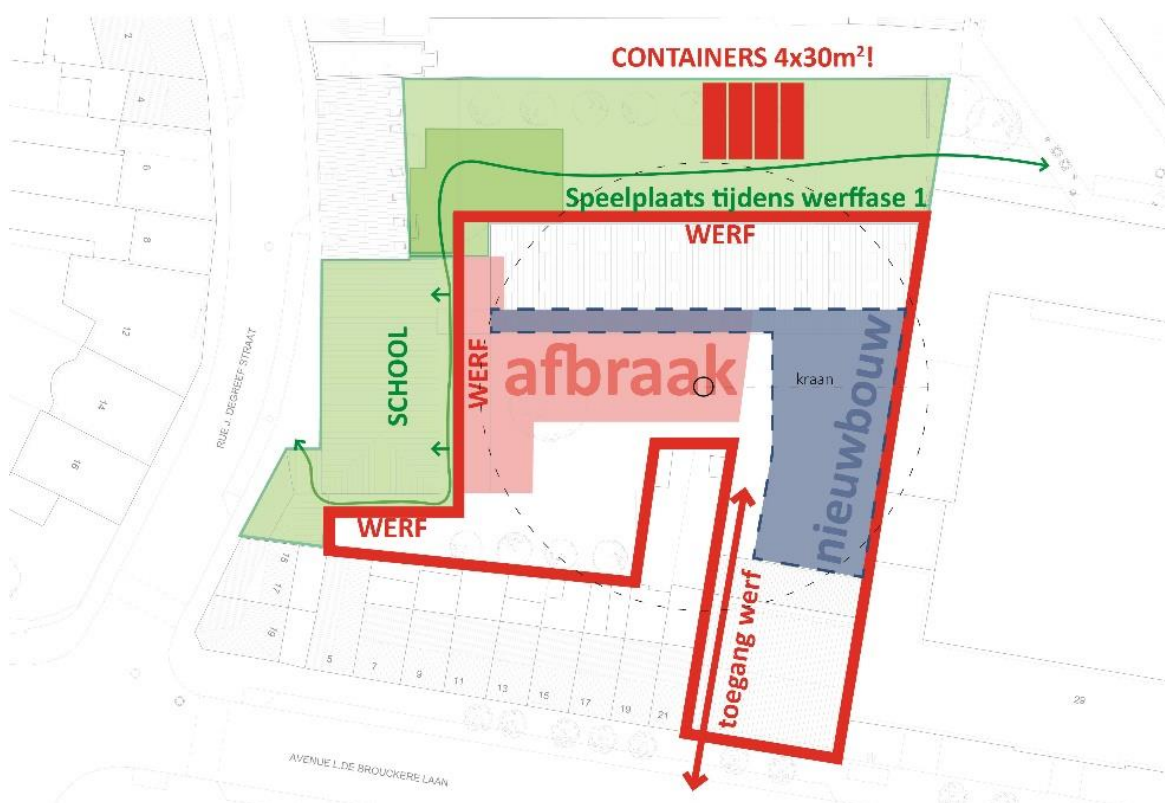 2
4
6
8
12
14
16
CONTAINERS 4x30m²!
Speelplaats tijdens werffase 1
WERF
SCHOOL
WERF
afbraak
kraan
nieuwbouw
RUE J. DEGREEF STRAAT
WERF
toegang werf
17
19
5
7
9
11
13
15
17
19
21
29
AVENUE L.DE BROUCKERE LAAN